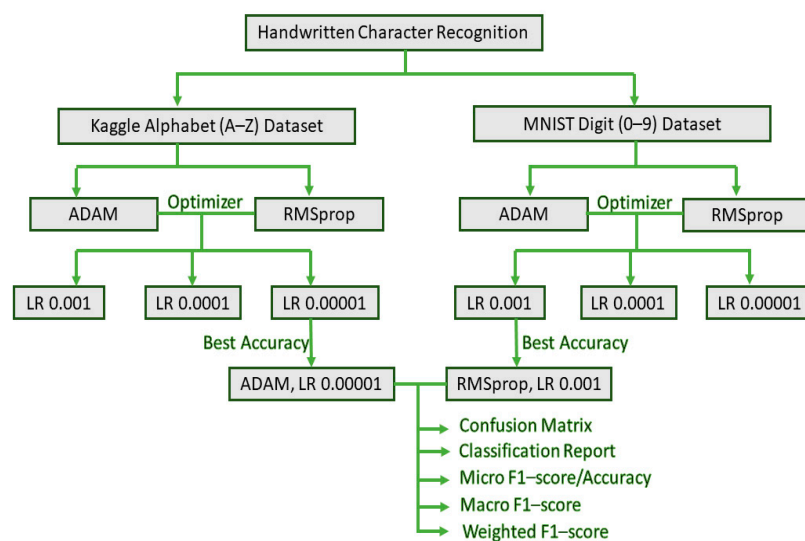 Handwritten Character Recognition
Kaggle Alphabet (A–Z) Dataset
MNIST Digit (0–9) Dataset
ADAM
Optimizer
RMSprop
ADAM
Optimizer
RMSprop
LR 0.001
LR 0.0001
LR 0.00001
LR 0.001
LR 0.0001
LR 0.00001
Best Accuracy
Best Accuracy
ADAM, LR 0.00001
RMSprop, LR 0.001
Confusion Matrix
Classification Report
Micro F1–score/Accuracy
Macro F1–score
Weighted F1–score